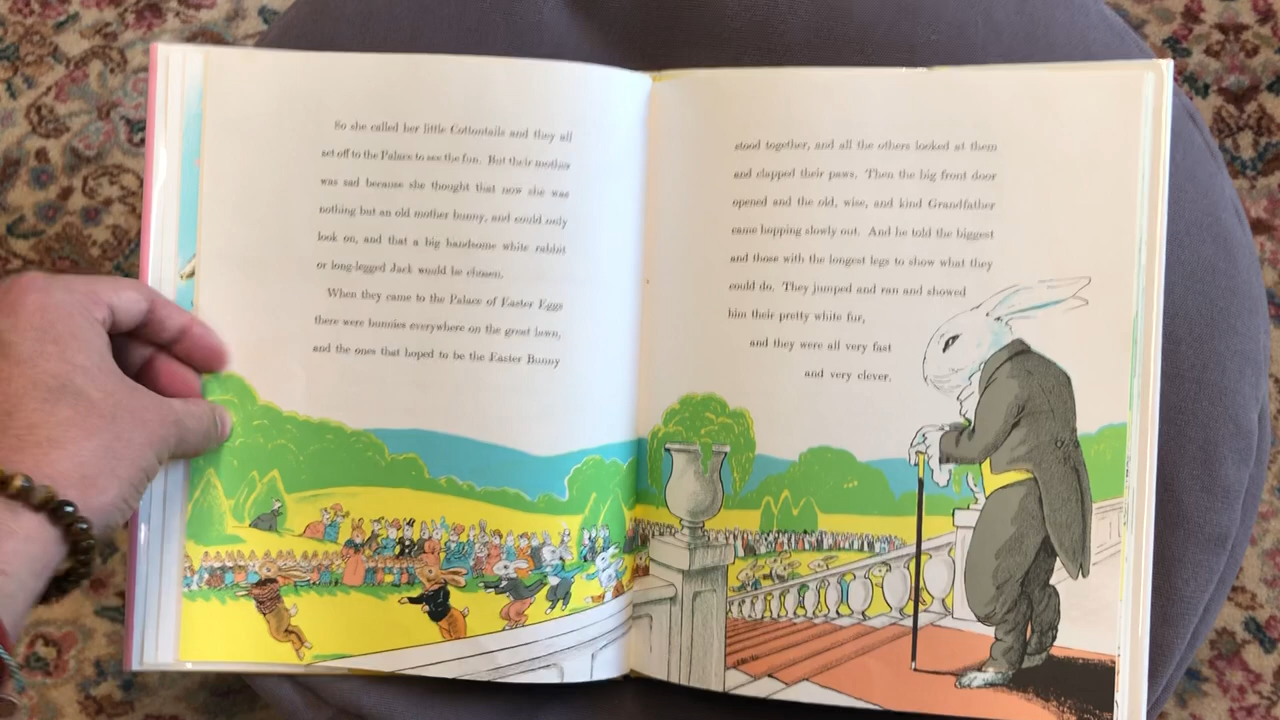 So she called her little Cottontails and they all
set off to the Palace to see the fun. But their mother
was sad because she thought that now she was
nothing but an old mother bunny, and could only
look on, and that a big handsome white rabbit
or long-legged Jack would be chosen.
When they came to the Palace of Easter Eggs
there were bunnies everywhere on the great lawn,
and the ones that hoped to be the Easter Bunny
stood together, and all the others looked at them
and clapped their paws. Then the big front door
opened and the old, wise, and kind Grandfather
came hopping slowly out. And he told the biggest
and those with the longest legs to show what they
could do. They jumped and ran and showed
him their pretty white fur,
and they were all very fast
and very clever.